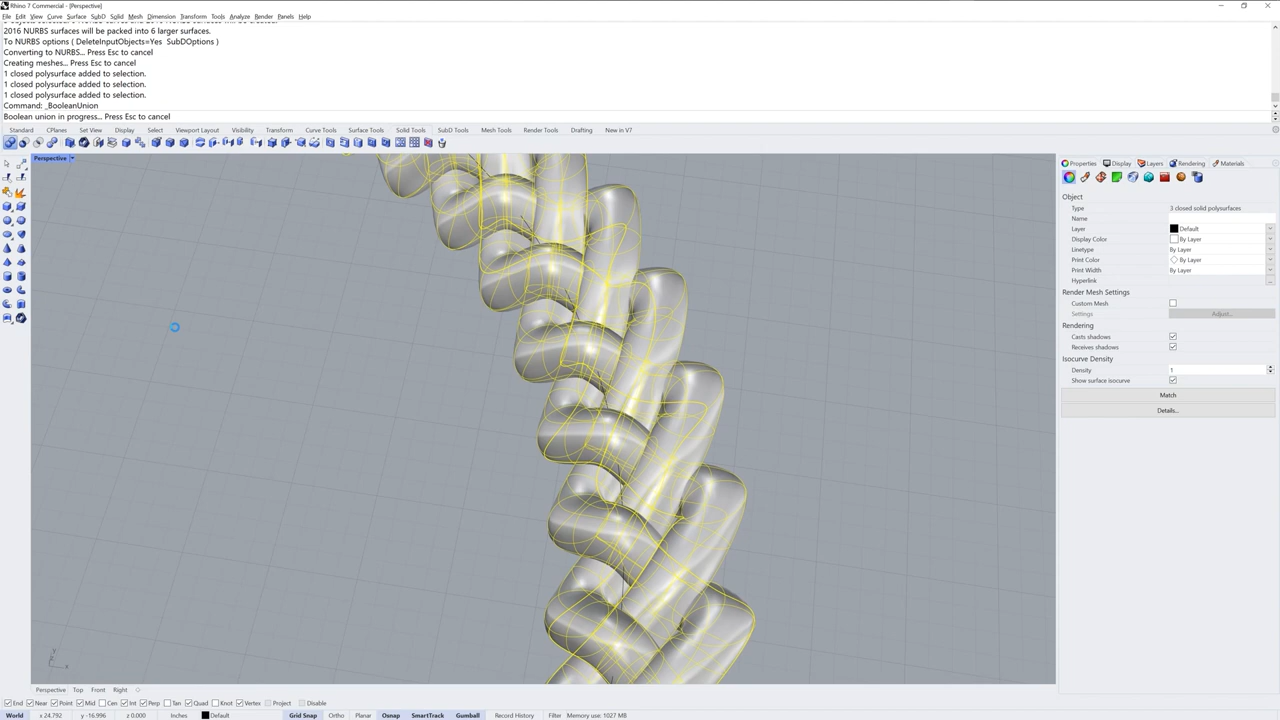 Rhino 7 Commercial - [Perspective]
File Edit View Curve Surface SubD Solid Mesh Dimension Transform Tools Analyze Render Panels Help
2016 NURBS surfaces will be packed into 6 larger surfaces.
To NURBS options ( DeleteInputObjects=Yes SubDOptions )
Converting to NURBS... Press Esc to cancel
Creating meshes... Press Esc to cancel
1 closed polysurface added to selection.
1 closed polysurface added to selection.
1 closed polysurface added to selection.
Command: _BooleanUnion
Boolean union in progress... Press Esc to cancel
Standard CPlanes Set View Display Select Viewport Layout Visibility Transform Curve Tools Surface Tools Solid Tools SubD Tools Mesh Tools Render Tools Drafting New in V7
Perspective
Properties Display Layers Rendering Materials
Object
Type 3 closed solid polysurfaces
Name
Layer Default
Display Color By Layer
Linetype By Layer
Print Color By Layer
Print Width By Layer
Hyperlink ...
Render Mesh Settings
Custom Mesh
Settings Adjust...
Rendering
Casts shadows
Receives shadows
Isocurve Density
Density 1
Show surface isocurve
Match
Details...
y
x
Perspective Top Front Right
End Near Point Mid Cen Int Perp Tan Quad Knot Vertex Project Disable
World x 24.792 y -16.996 z 0.000 Inches Default Grid Snap Ortho Planar Osnap SmartTrack Gumball Record History Filter Memory use: 1027 MB